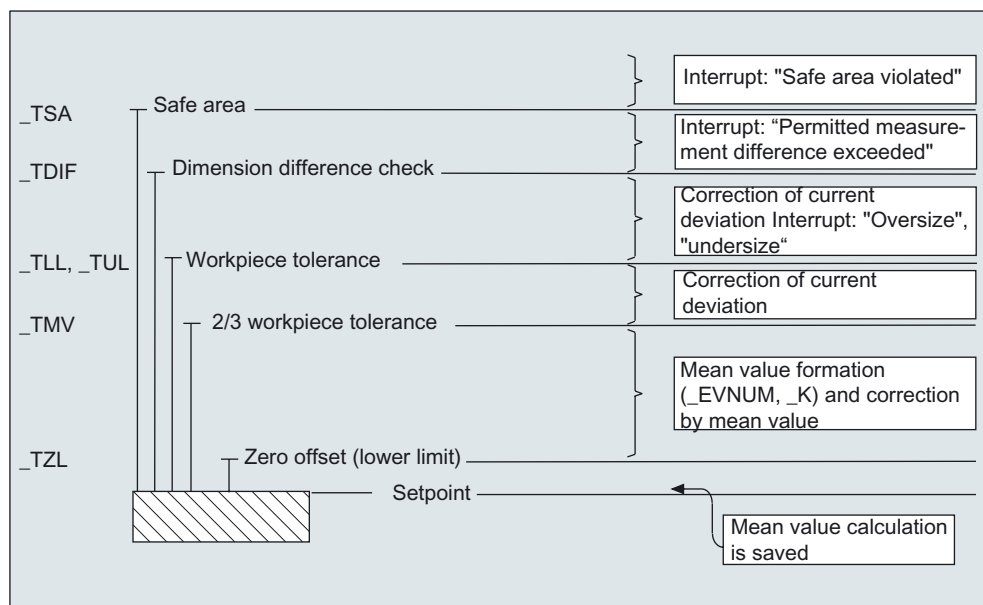 Interrupt: "Safe area violated"
_TSA
Safe area
Interrupt: “Permitted measure-
ment difference exceeded"
_TDIF
Dimension difference check
Correction of current
deviation Interrupt: "Oversize",
"undersize“
_TLL, _TUL
Workpiece tolerance
Correction of current
deviation
_TMV
2/3 workpiece tolerance
Mean value formation
(_EVNUM, _K) and correction
by mean value
_TZL
Zero offset (lower limit)
Setpoint
Mean value calculation
is saved